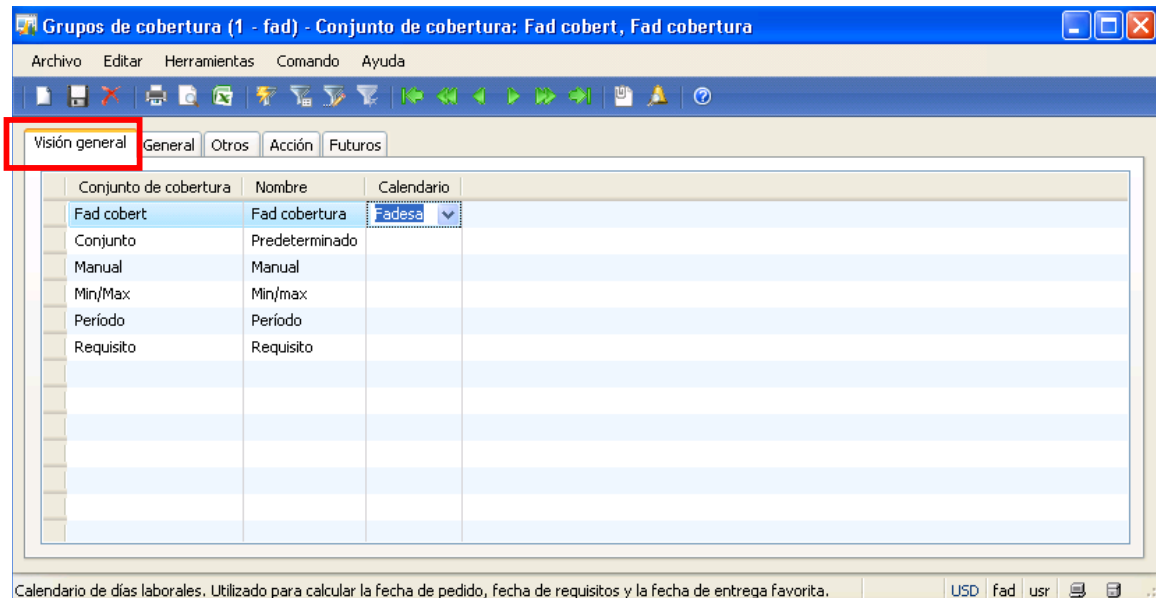 Grupos de cobertura (1 - fad) - Conjunto de cobertura: Fad cobert, Fad cobertura
Archivo Editar Herramientas Comando Ayuda
Visión general General Otros Acción Futuros
Conjunto de cobertura Nombre Calendario
Fad cobert Fad cobertura Fadesa
Conjunto Predeterminado
Manual Manual
Min/Max Min/max
Período Período
Requisito Requisito
Calendario de días laborales. Utilizado para calcular la fecha de pedido, fecha de requisitos y la fecha de entrega favorita. USD fad usr